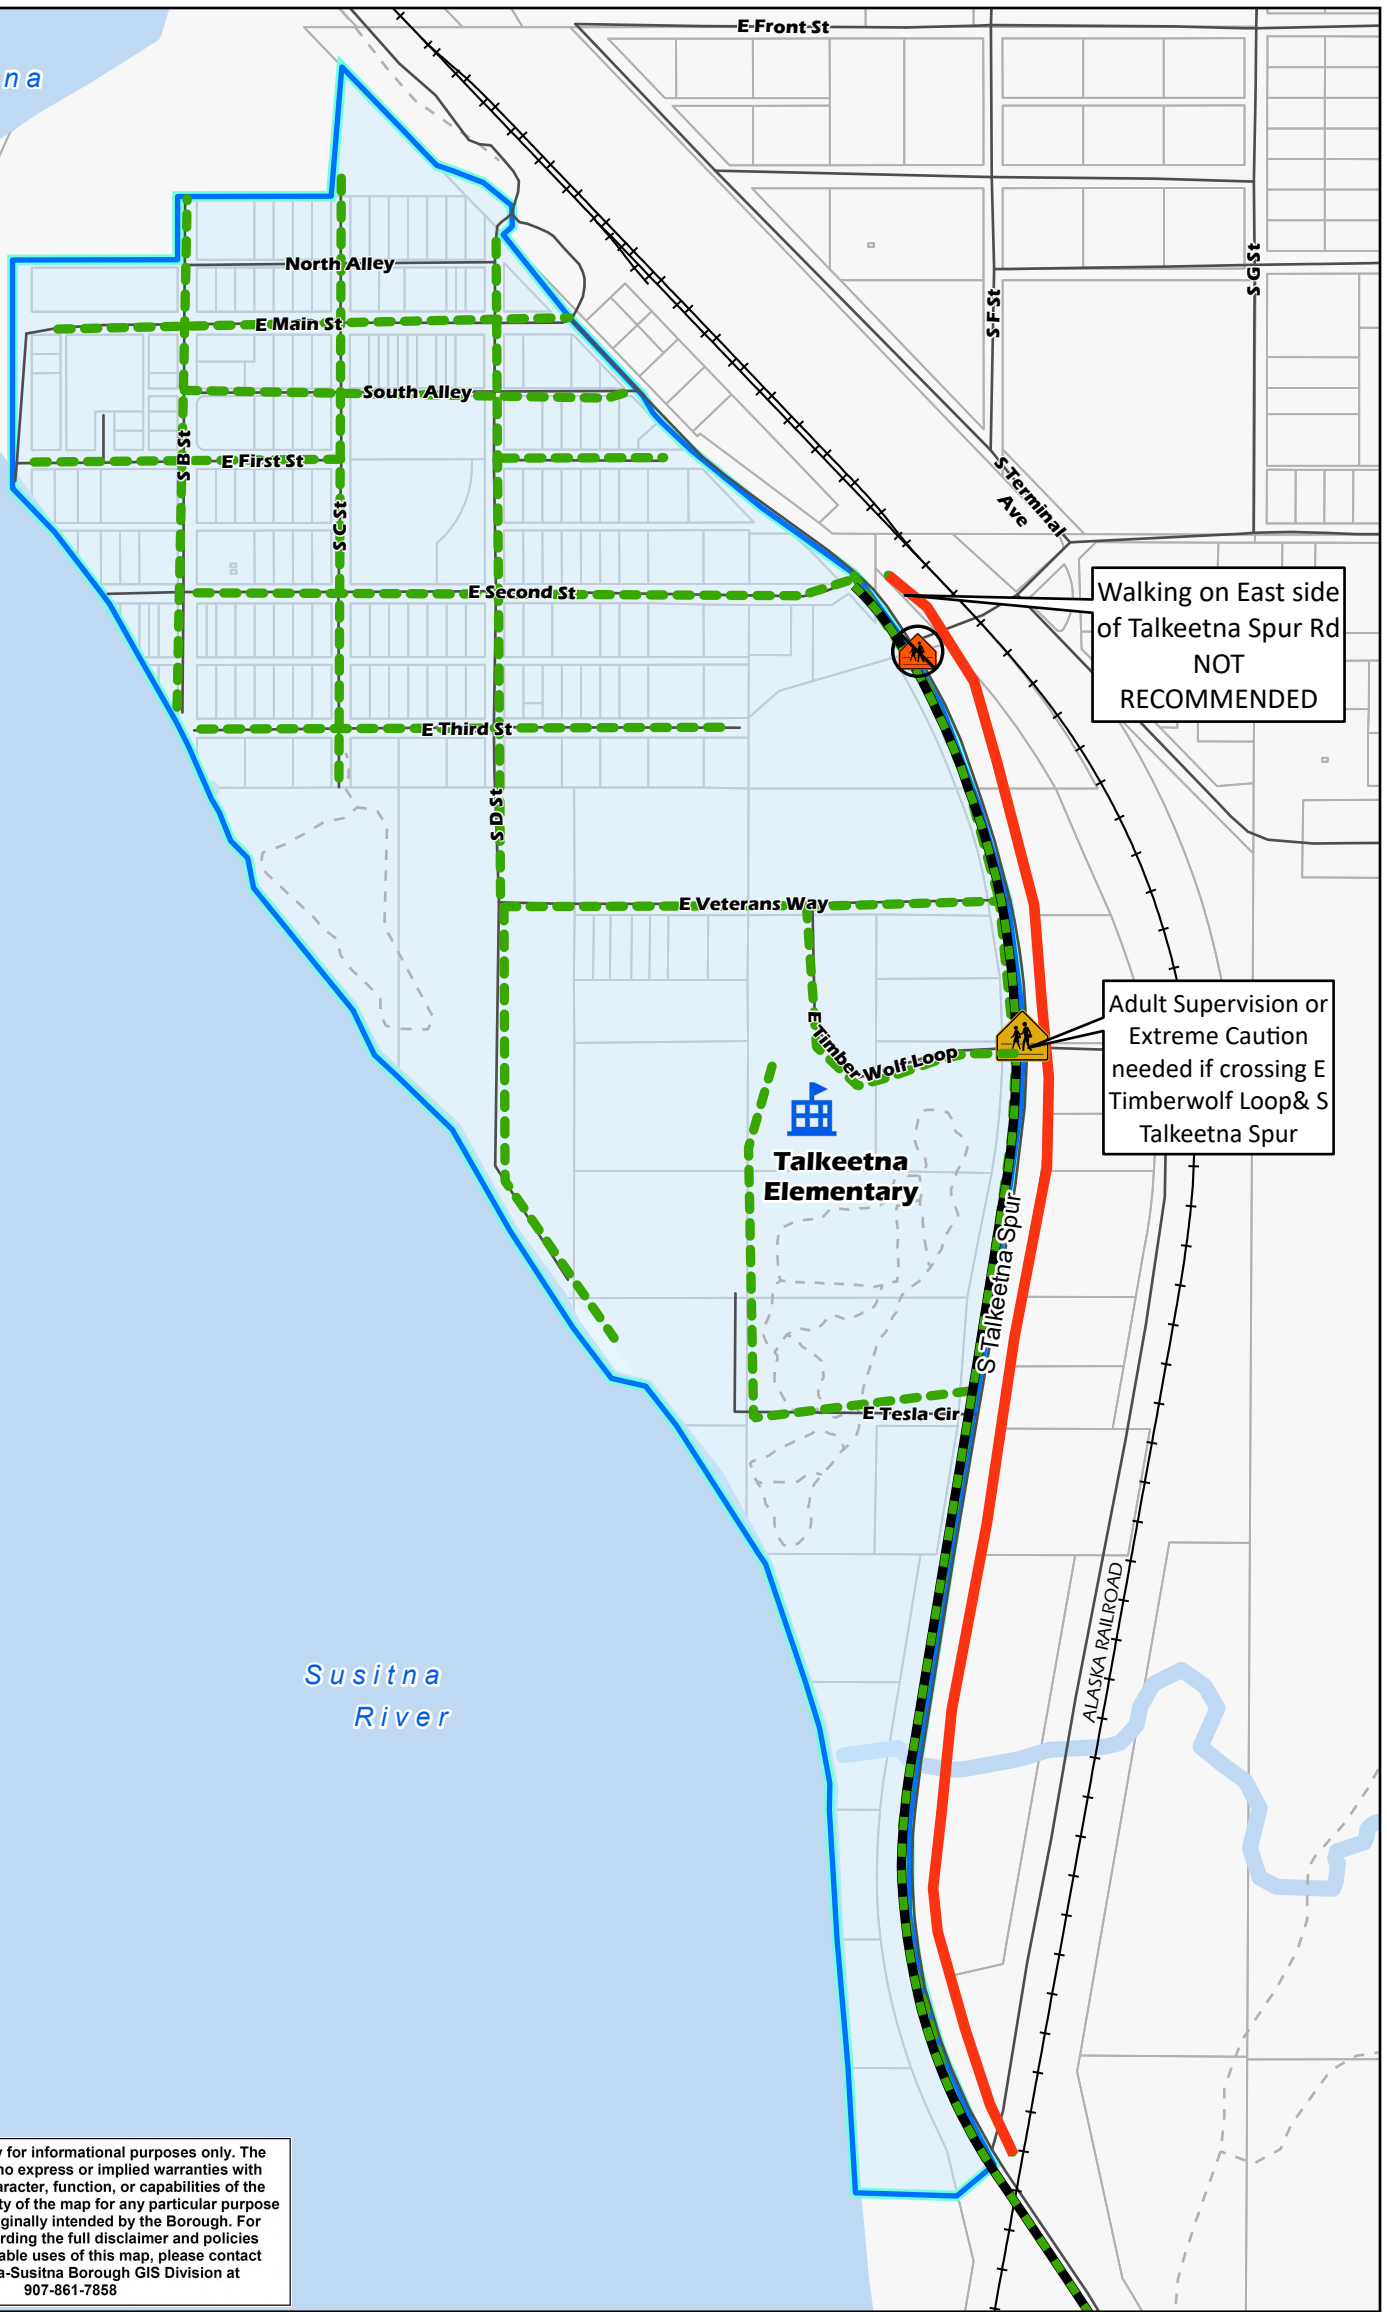 E Front St
na
North Alley
E Main St
South Alley
S B St
E First St
S C St
S F St
S G St
S Terminal
Ave
E Second St
Walking on East side
of Talkeetna Spur Rd
NOT
RECOMMENDED
E Third St
S D St
E Veterans Way
E Timber Wolf Loop
Adult Supervision or
Extreme Caution
needed if crossing E
Timberwolf Loop& S
Talkeetna Spur
Talkeetna
Elementary
S Talkeetna Spur
E Tesla Cir
ALASKA RAILROAD
Susitna
River
for informational purposes only. The
no express or implied warranties with
aracter, function, or capabilities of the
ty of the map for any particular purpose
ginally intended by the Borough. For
rding the full disclaimer and policies
able uses of this map, please contact
a-Susitna Borough GIS Division at
907-861-7858